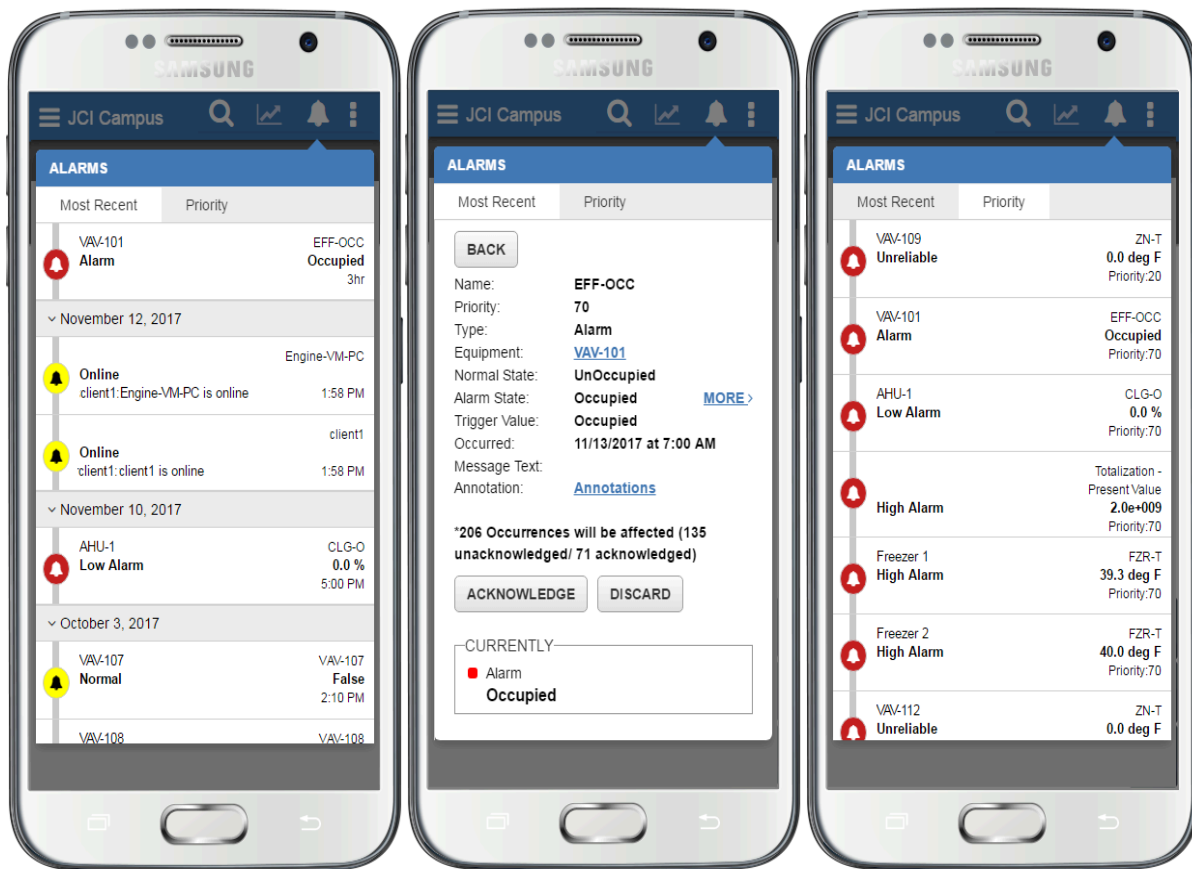 SAMSUNG
JCI Campus
ALARMS
Most Recent Priority
VAV-101 EFF-OCC
Alarm Occupied
3hr
November 12, 2017
Engine-VM-PC
Online
client1:Engine-VM-PC is online 1:58 PM
client1
Online
client1:client1 is online 1:58 PM
November 10, 2017
AHU-1 CLG-O
Low Alarm 0.0 %
5:00 PM
October 3, 2017
VAV-107 VAV-107
Normal False
2:10 PM
VAV-108 VAV-108
SAMSUNG
JCI Campus
ALARMS
Most Recent Priority
BACK
Name: EFF-OCC
Priority: 70
Type: Alarm
Equipment: VAV-101
Normal State: UnOccupied
Alarm State: Occupied MORE >
Trigger Value: Occupied
Occurred: 11/13/2017 at 7:00 AM
Message Text:
Annotation: Annotations
*206 Occurrences will be affected (135
unacknowledged/ 71 acknowledged)
ACKNOWLEDGE DISCARD
CURRENTLY
Alarm
Occupied
SAMSUNG
JCI Campus
ALARMS
Most Recent Priority
VAV-109 ZN-T
Unreliable 0.0 deg F
Priority:20
VAV-101 EFF-OCC
Alarm Occupied
Priority:70
AHU-1 CLG-O
Low Alarm 0.0 %
Priority:70
Totalization -
Present Value
High Alarm 2.0e+009
Priority:70
Freezer 1 FZR-T
High Alarm 39.3 deg F
Priority:70
Freezer 2 FZR-T
High Alarm 40.0 deg F
Priority:70
VAV-112 ZN-T
Unreliable 0.0 deg F